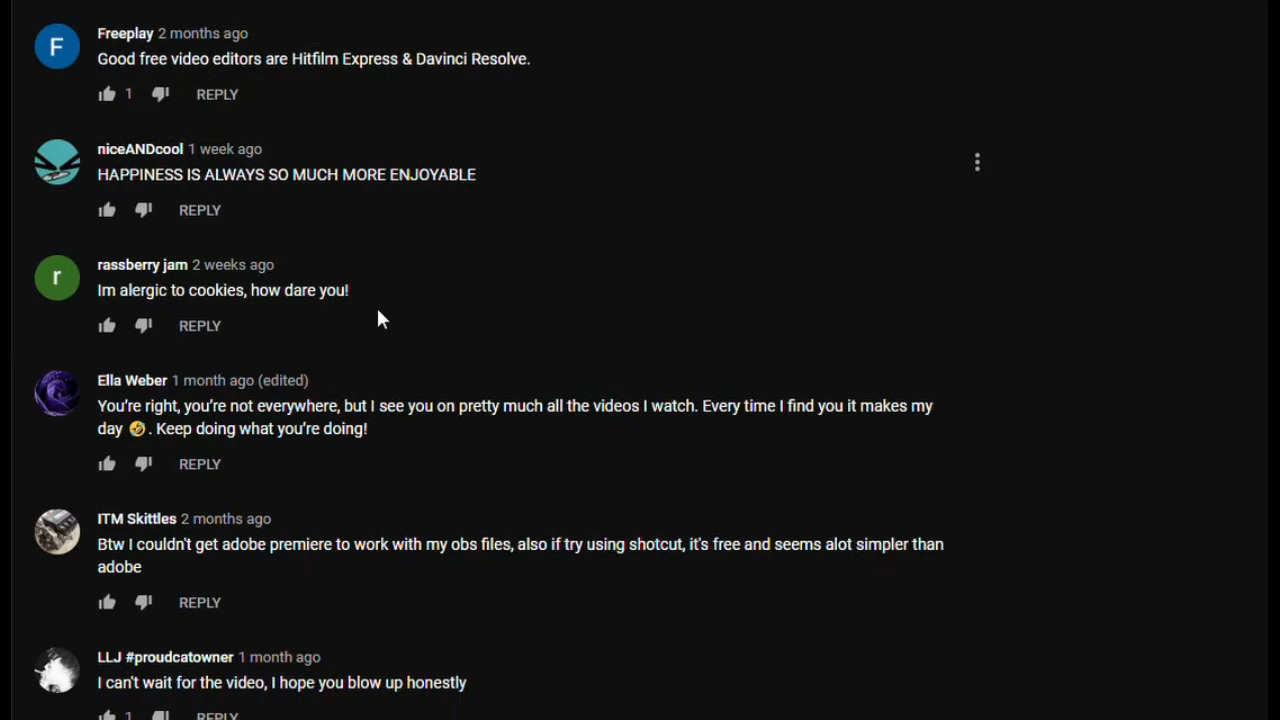 F
Freeplay 2 months ago
Good free video editors are Hitfilm Express & Davinci Resolve.
1 REPLY
niceANDcool 1 week ago
HAPPINESS IS ALWAYS SO MUCH MORE ENJOYABLE
REPLY
r
rassberry jam 2 weeks ago
Im alergic to cookies, how dare you!
REPLY
Ella Weber 1 month ago (edited)
You're right, you're not everywhere, but I see you on pretty much all the videos I watch. Every time I find you it makes my
day 🤣. Keep doing what you're doing!
REPLY
ITM Skittles 2 months ago
Btw I couldn't get adobe premiere to work with my obs files, also if try using shotcut, it's free and seems alot simpler than
adobe
REPLY
LLJ #proudcatowner 1 month ago
I can't wait for the video, I hope you blow up honestly
1 REPLY